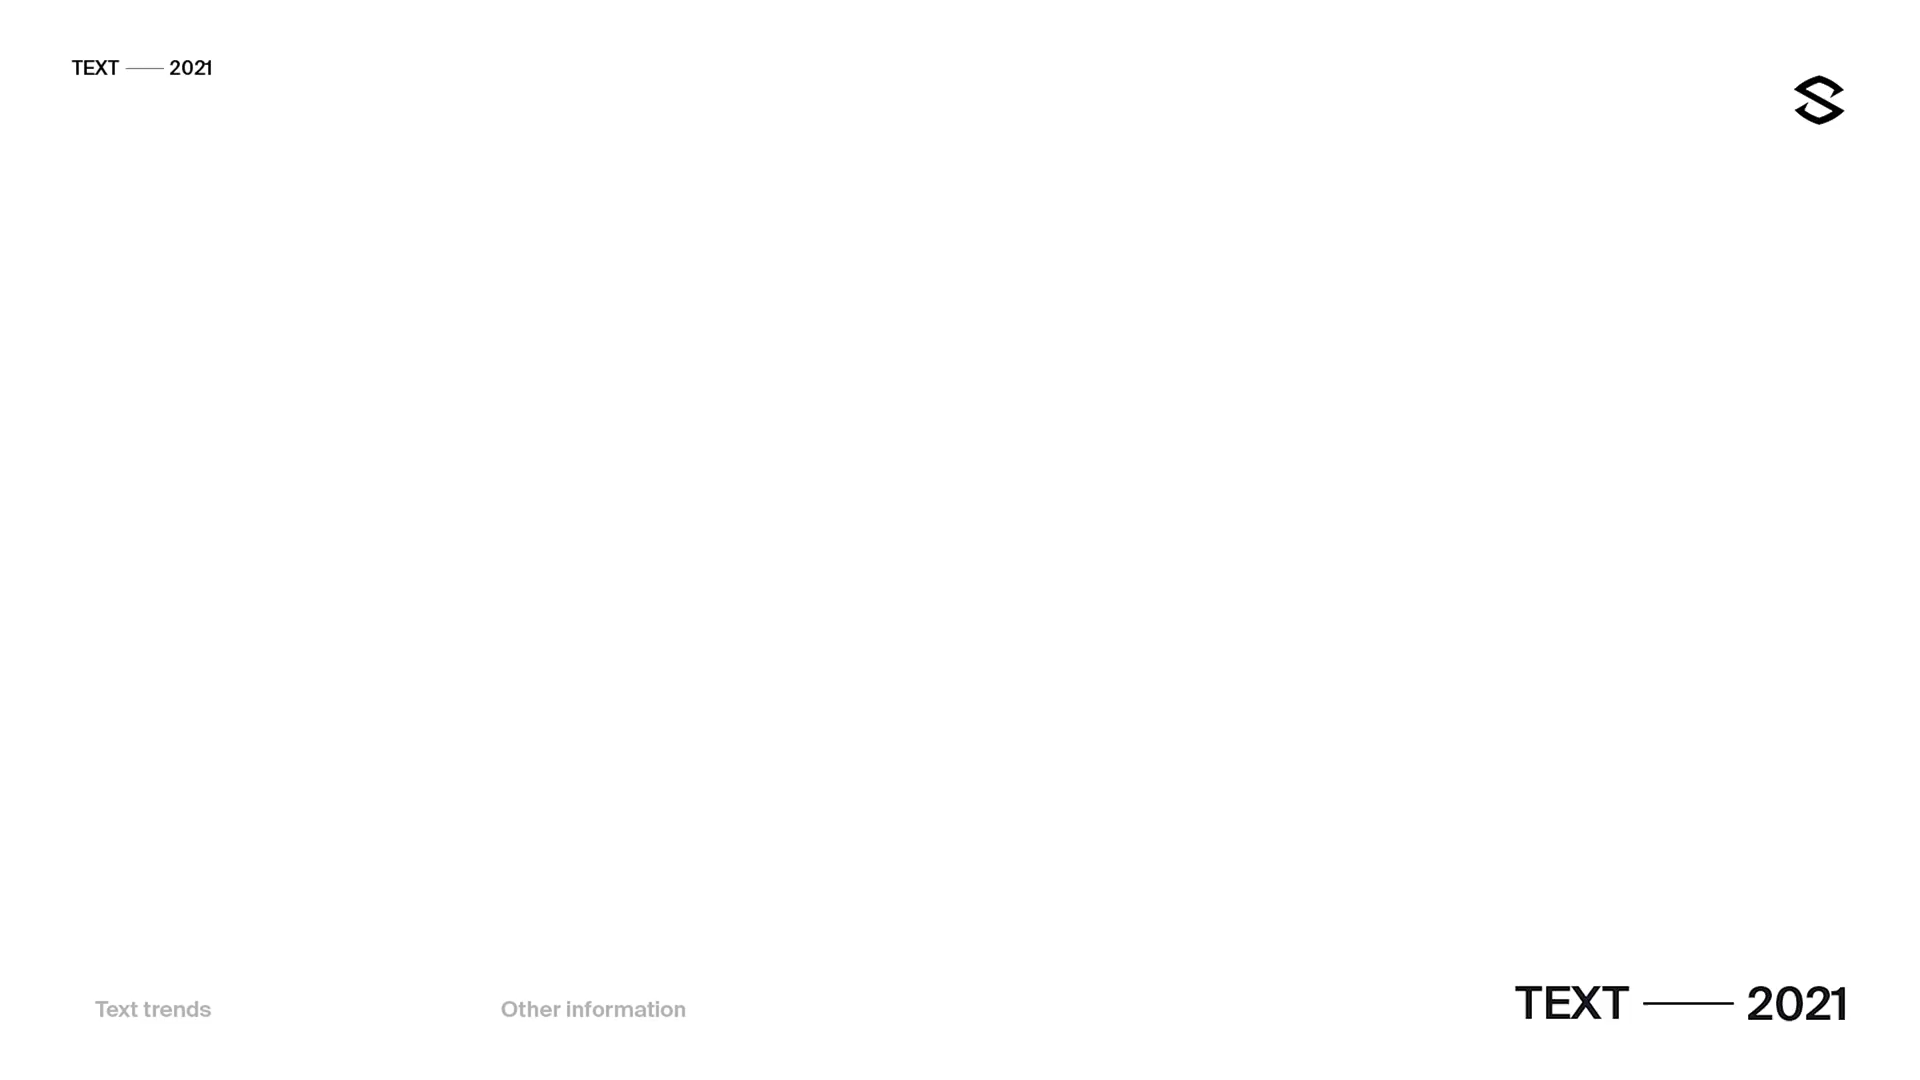 TEXT — 2021
Text trends
Other information
TEXT — 2021